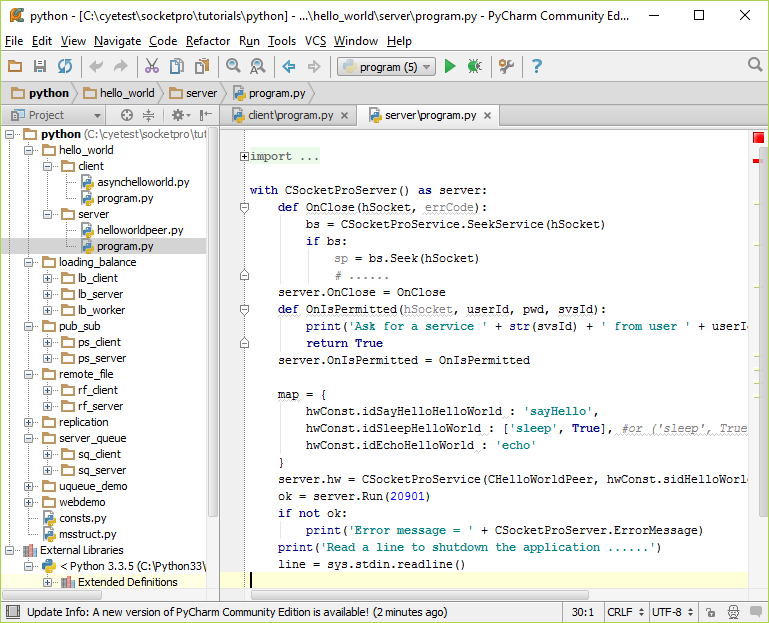 python - [C:\cyetest\socketpro\tutorials\python] - ...\hello_world\server\program.py - PyCharm Community Ed...
File Edit View Navigate Code Refactor Run Tools VCS Window Help
program (5)
python hello_world server program.py
Project
client\program.py server\program.py
python (C:\cyetest\socketpro\tut
hello_world
client
asynchelloworld.py
program.py
server
helloworldpeer.py
program.py
loading_balance
lb_client
lb_server
lb_worker
pub_sub
ps_client
ps_server
remote_file
rf_client
rf_server
replication
server_queue
sq_client
sq_server
uqueue_demo
webdemo
consts.py
msstruct.py
External Libraries
< Python 3.3.5 (C:\Python33\
Extended Definitions
import ...
with CSocketProServer() as server:
def OnClose(hSocket, errCode):
bs = CSocketProService.SeekService(hSocket)
if bs:
sp = bs.Seek(hSocket)
# ......
server.OnClose = OnClose
def OnIsPermitted(hSocket, userId, pwd, svsId):
print('Ask for a service ' + str(svsId) + ' from user ' + userId
return True
server.OnIsPermitted = OnIsPermitted
map = {
hwConst.idSayHelloHelloWorld : 'sayHello',
hwConst.idSleepHelloWorld : ['sleep', True], #or ('sleep', True
hwConst.idEchoHelloWorld : 'echo'
}
server.hw = CSocketProService(CHelloWorldPeer, hwConst.sidHelloWorl
ok = server.Run(20901)
if not ok:
print('Error message = ' + CSocketProServer.ErrorMessage)
print('Read a line to shutdown the application ......')
line = sys.stdin.readline()
Update Info: A new version of PyCharm Community Edition is available! (2 minutes ago) 30:1 CRLF UTF-8